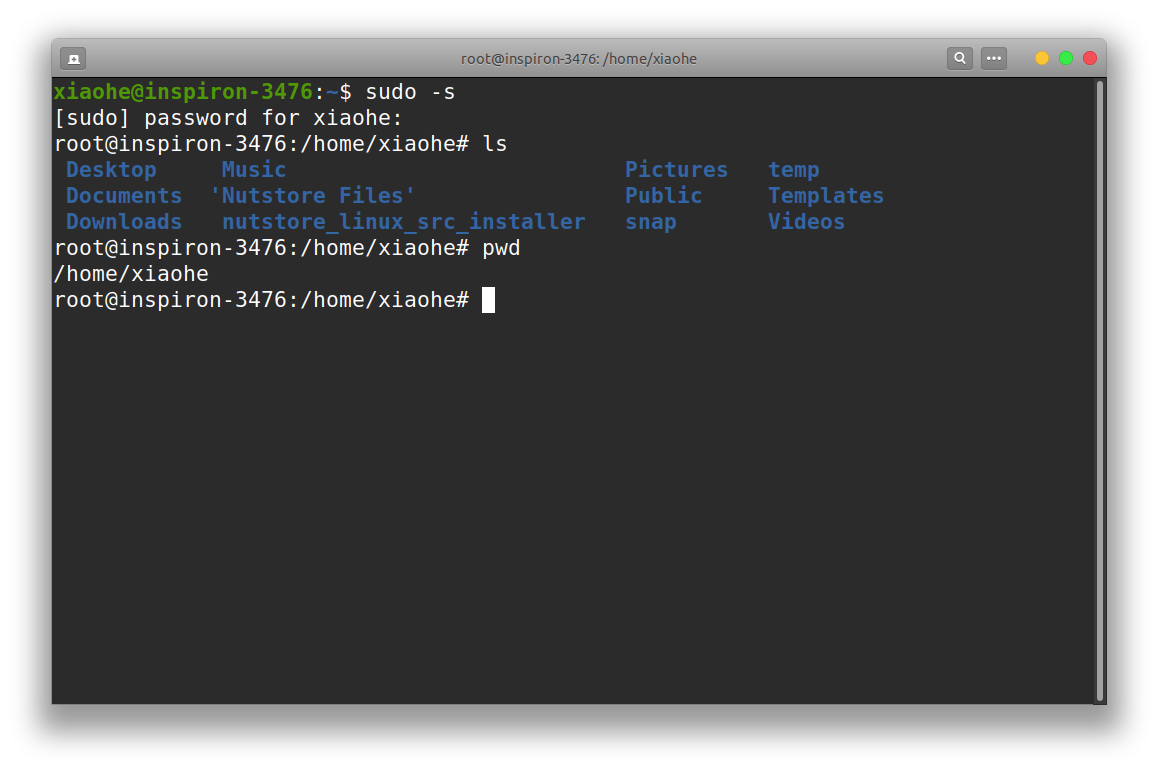 root@inspiron-3476: /home/xiaohe
xiaohe@inspiron-3476:~$ sudo -s
[sudo] password for xiaohe:
root@inspiron-3476:/home/xiaohe# ls
 Desktop     Music                          Pictures   temp
 Documents  'Nutstore Files'                Public     Templates
 Downloads   nutstore_linux_src_installer   snap       Videos
root@inspiron-3476:/home/xiaohe# pwd
/home/xiaohe
root@inspiron-3476:/home/xiaohe#